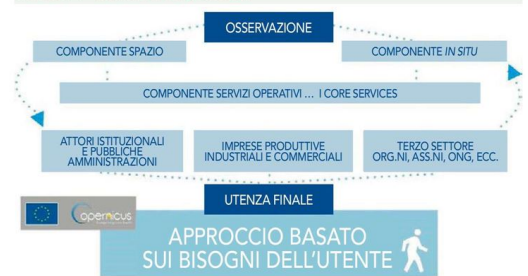 OSSERVAZIONE
COMPONENTE SPAZIO
COMPONENTE IN SITU
COMPONENTE SERVIZI OPERATIVI ... I CORE SERVICES
ATTORI ISTITUZIONALI
E PUBBLICHE
AMMINISTRAZIONI
IMPRESE PRODUTTIVE
INDUSTRIALI E COMMERCIALI
TERZO SETTORE
ORG.NI, ASS.NI, ONG, ECC.
UTENZA FINALE
opernicus
APPROCCIO BASATO
SUI BISOGNI DELL'UTENTE